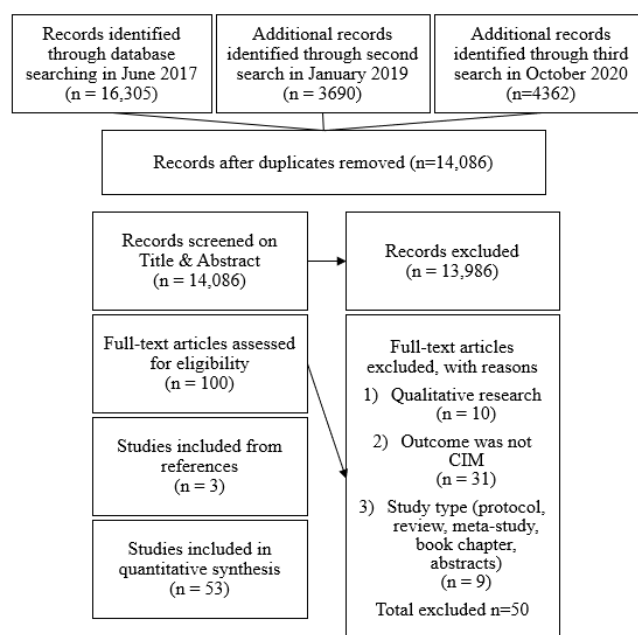 Records identified
through database
searching in June 2017
(n = 16,305)
Additional records
identified through second
search in January 2019
(n = 3690)
Additional records
identified through third
search in October 2020
(n=4362)
Records after duplicates removed (n=14,086)
Records screened on
Title & Abstract
(n = 14,086)
Records excluded
(n = 13,986)
Full-text articles assessed
for eligibility
(n = 100)
Full-text articles
excluded, with reasons
1) Qualitative research
(n = 10)
2) Outcome was not
CIM
(n = 31)
3) Study type (protocol,
review, meta-study,
book chapter,
abstracts)
(n = 9)
Total excluded n=50
Studies included from
references
(n = 3)
Studies included in
quantitative synthesis
(n = 53)